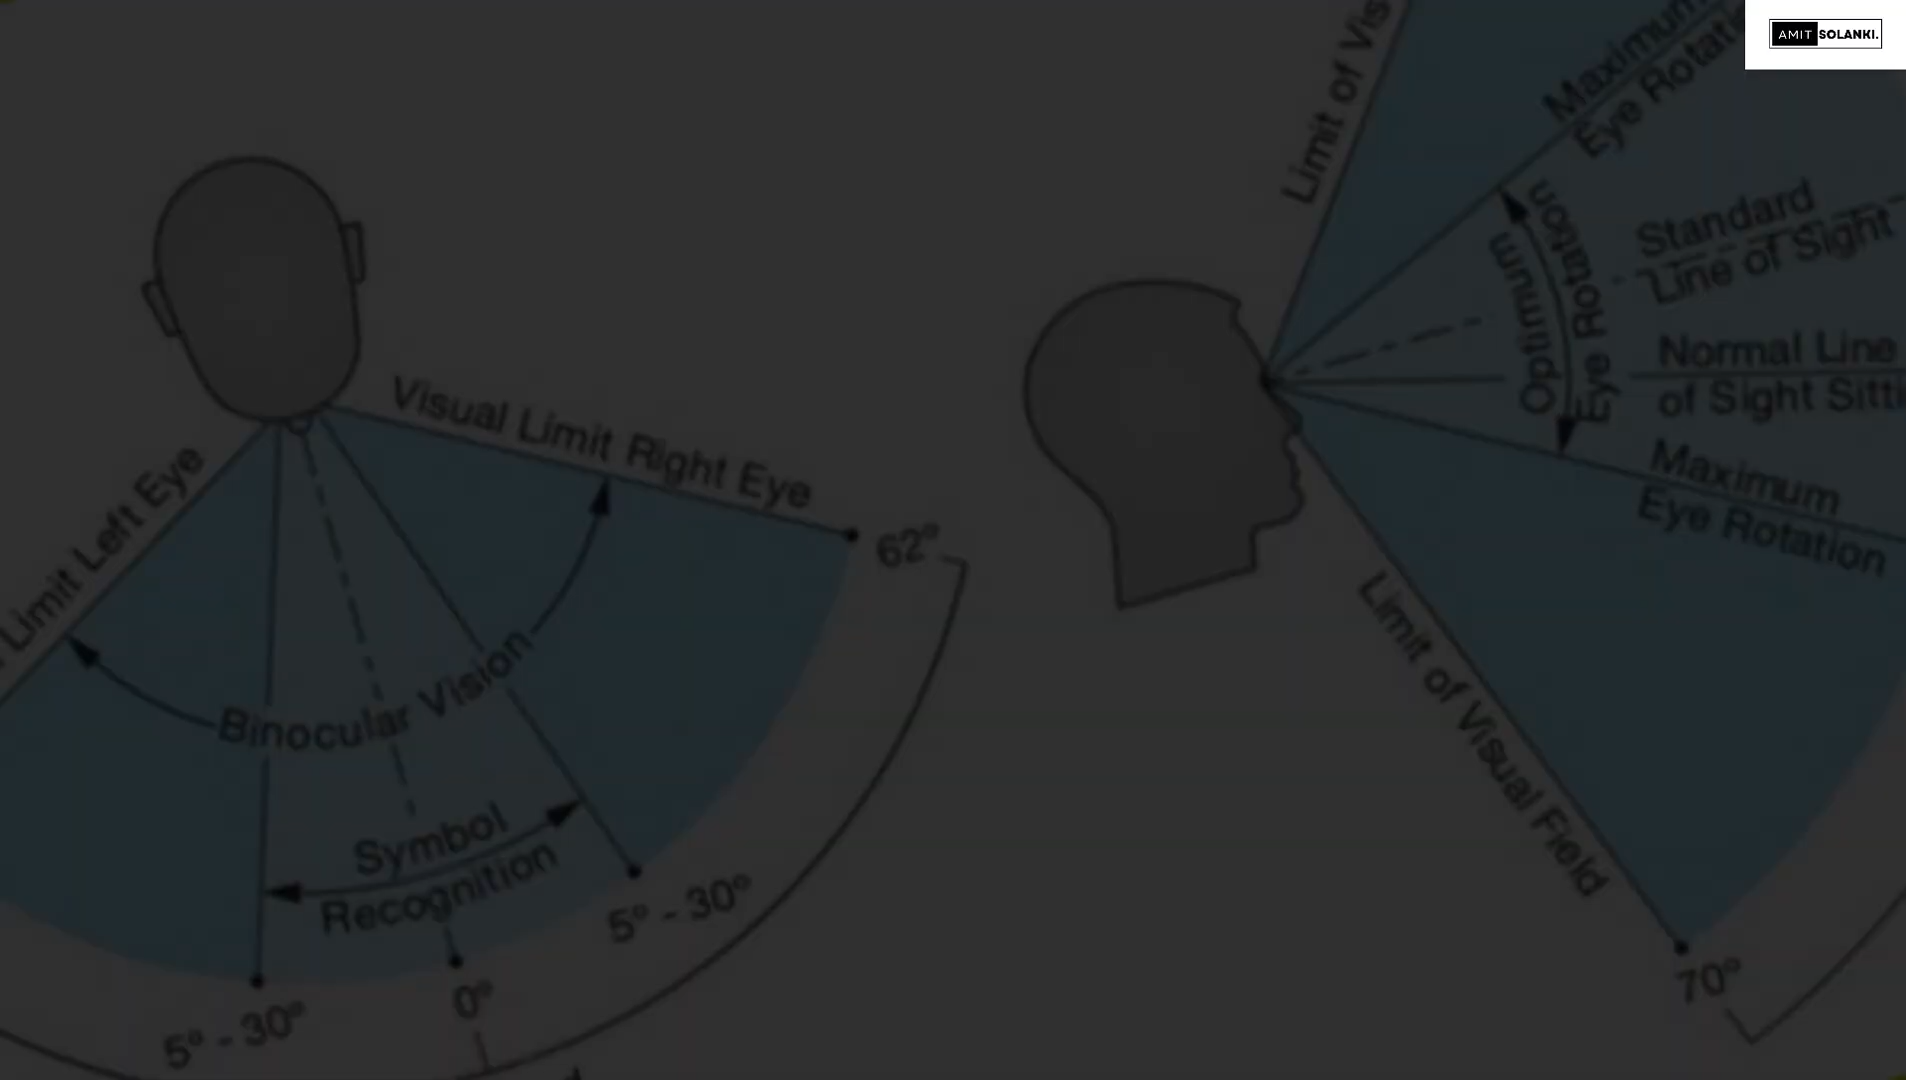 AMIT SOLANKI.
Limit of Vis
Maximum
Eye Rotati
Standard
Line of Sight
Optimum
Eye Rotation
Normal Line
of Sight Sitti
Maximum
Eye Rotation
Limit of Visual Field
70°
Visual Limit Right Eye
62°
Limit Left Eye
Binocular Vision
Symbol
Recognition
5° - 30°
0°
5° - 30°